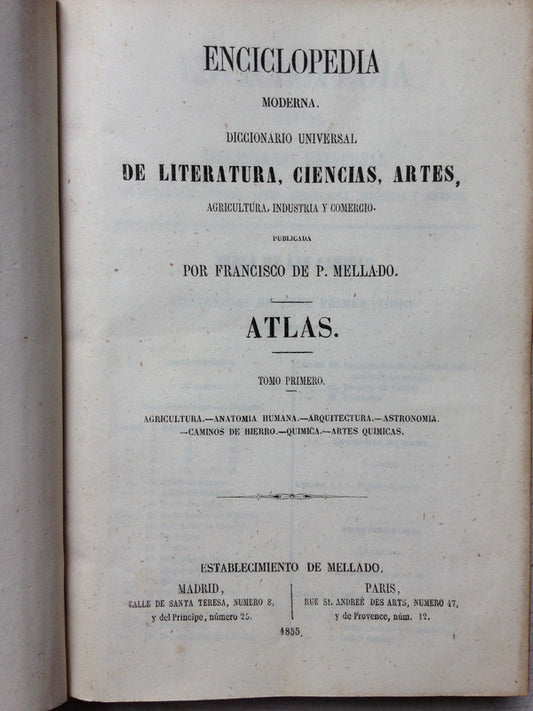 ENCICLOPEDIA
MODERNA.
DICCIONARIO UNIVERSAL
DE LITERATURA, CIENCIAS, ARTES,
AGRICULTURA, INDUSTRIA Y COMERCIO.
PUBLICADA
POR FRANCISCO DE P. MELLADO.
ATLAS.
TOMO PRIMERO.
AGRICULTURA.—ANATOMIA HUMANA.—ARQUITECTURA.—ASTRONOMIA.
—CAMINOS DE HIERRO.—QUIMICA.—ARTES QUIMICAS.
ESTABLECIMIENTO DE MELLADO.
MADRID,
CALLE DE SANTA TERESA, NUMERO 8,
y del Principe, número 25.
PARIS,
RUE St. ANDREÉ DES ARTS, NUMERO 47,
y de Provence, núm. 12.
1855.